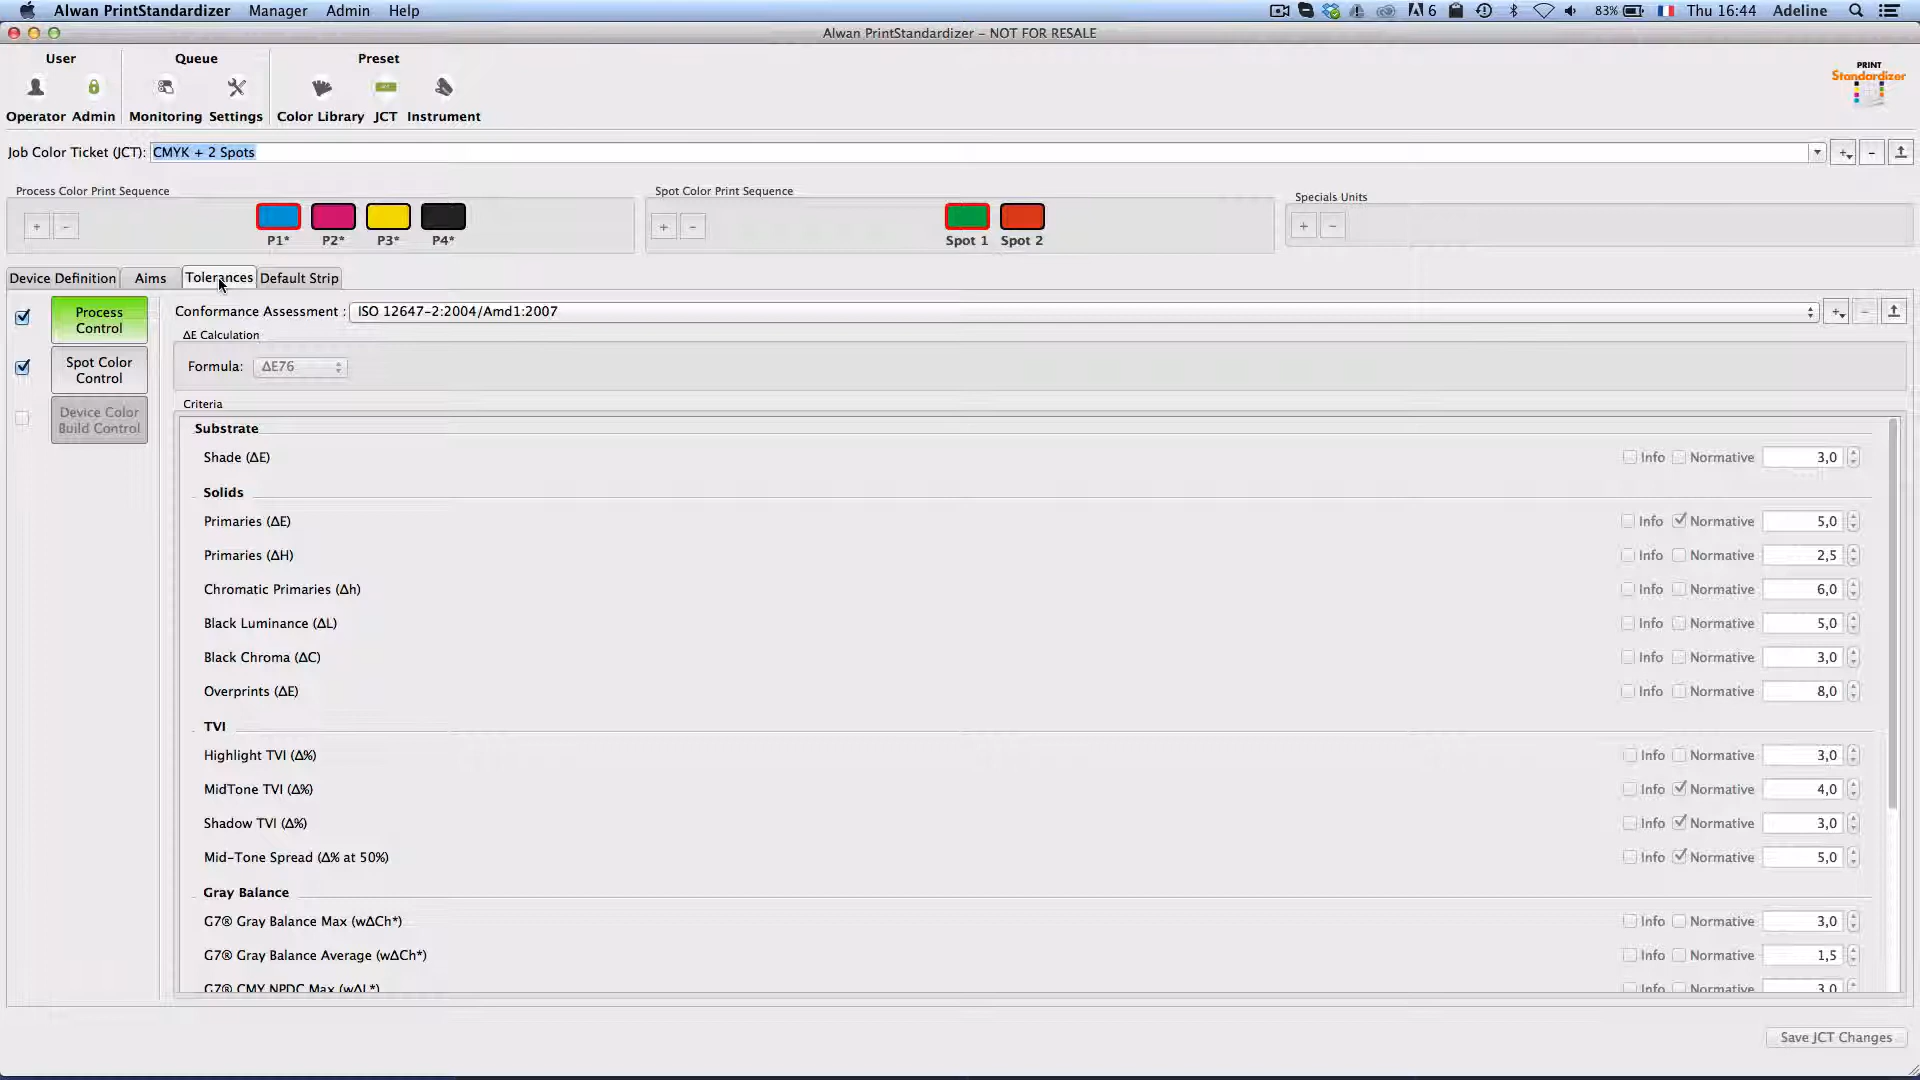 Alwan PrintStandardizer Manager Admin Help 6 83% Thu 16:44 Adeline
Alwan PrintStandardizer – NOT FOR RESALE
User Queue Preset
PRINT
Standardizer
Operator Admin Monitoring Settings Color Library JCT Instrument
Job Color Ticket (JCT): CMYK + 2 Spots
Process Color Print Sequence Spot Color Print Sequence Specials Units
+ - + - + -
P1* P2* P3* P4* Spot 1 Spot 2
Device Definition Aims Tolerances Default Strip
Process
Control
Spot Color
Control
Device Color
Build Control
Conformance Assessment : ISO 12647-2:2004/Amd1:2007
ΔE Calculation
Formula: ΔE76
Criteria
Substrate
Shade (ΔE) Info Normative 3,0
Solids
Primaries (ΔE) Info Normative 5,0
Primaries (ΔH) Info Normative 2,5
Chromatic Primaries (Δh) Info Normative 6,0
Black Luminance (ΔL) Info Normative 5,0
Black Chroma (ΔC) Info Normative 3,0
Overprints (ΔE) Info Normative 8,0
TVI
Highlight TVI (Δ%) Info Normative 3,0
MidTone TVI (Δ%) Info Normative 4,0
Shadow TVI (Δ%) Info Normative 3,0
Mid-Tone Spread (Δ% at 50%) Info Normative 5,0
Gray Balance
G7® Gray Balance Max (wΔCh*) Info Normative 3,0
G7® Gray Balance Average (wΔCh*) Info Normative 1,5
G7® CMY NPDC Max (wΔL*) Info Normative 3,0
Save JCT Changes